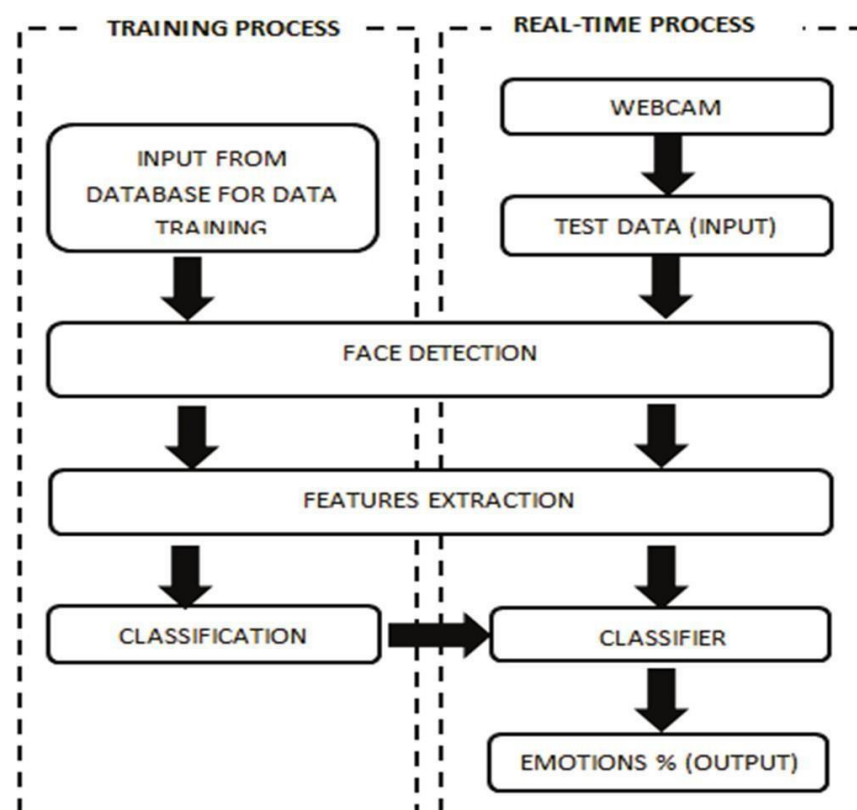 TRAINING PROCESS
REAL-TIME PROCESS
WEBCAM
INPUT FROM
DATABASE FOR DATA
TRAINING
TEST DATA (INPUT)
FACE DETECTION
FEATURES EXTRACTION
CLASSIFICATION
CLASSIFIER
EMOTIONS % (OUTPUT)